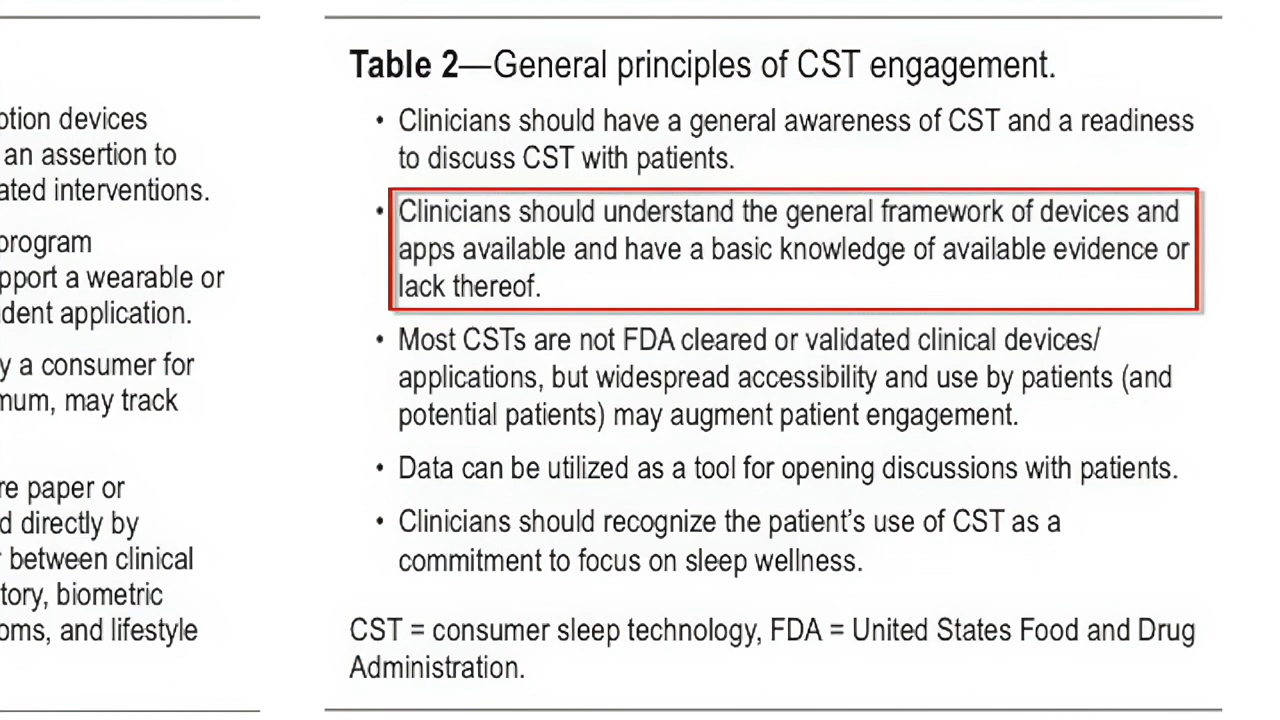 otion devices
an assertion to
ated interventions.
program
pport a wearable or
dent application.
y a consumer for
mum, may track
re paper or
d directly by
between clinical
tory, biometric
oms, and lifestyle
Table 2—General principles of CST engagement.
• Clinicians should have a general awareness of CST and a readiness
to discuss CST with patients.
• Clinicians should understand the general framework of devices and
apps available and have a basic knowledge of available evidence or
lack thereof.
• Most CSTs are not FDA cleared or validated clinical devices/
applications, but widespread accessibility and use by patients (and
potential patients) may augment patient engagement.
• Data can be utilized as a tool for opening discussions with patients.
• Clinicians should recognize the patient's use of CST as a
commitment to focus on sleep wellness.
CST = consumer sleep technology, FDA = United States Food and Drug
Administration.